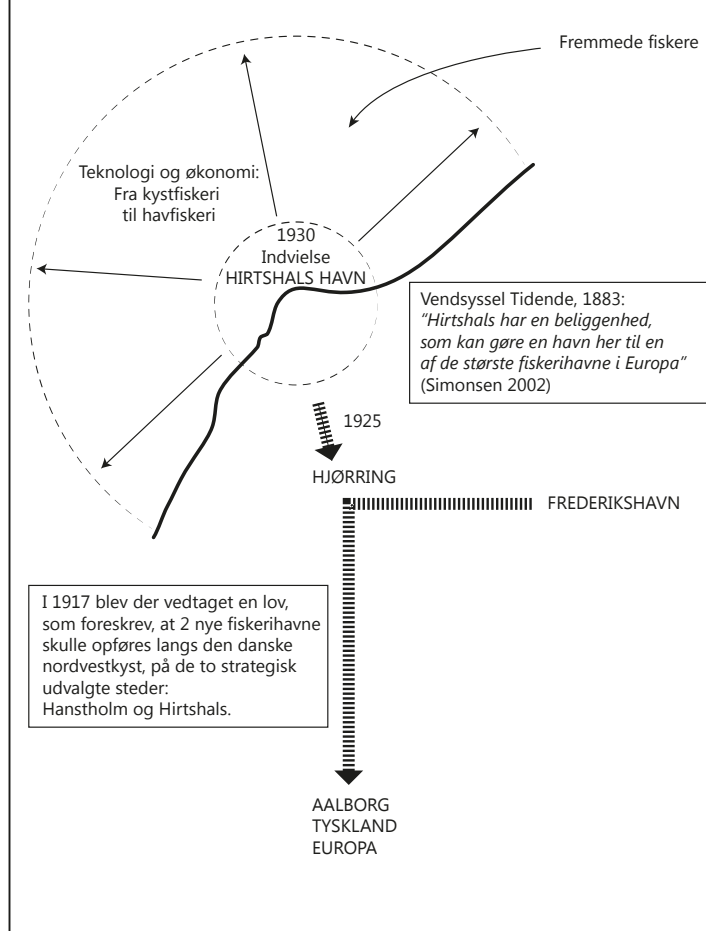 Fremmede fiskere
Teknologi og økonomi:
Fra kystfiskeri
til havfiskeri
1930
Indvielse
HIRTSHALS HAVN
Vendsyssel Tidende, 1883:
“Hirtshals har en beliggenhed,
som kan gøre en havn her til en
af de største fiskerihavne i Europa”
(Simonsen 2002)
1925
HJØRRING
FREDERIKSHAVN
I 1917 blev der vedtaget en lov,
som foreskrev, at 2 nye fiskerihavne
skulle opføres langs den danske
nordvestkyst, på de to strategisk
udvalgte steder:
Hanstholm og Hirtshals.
AALBORG
TYSKLAND
EUROPA